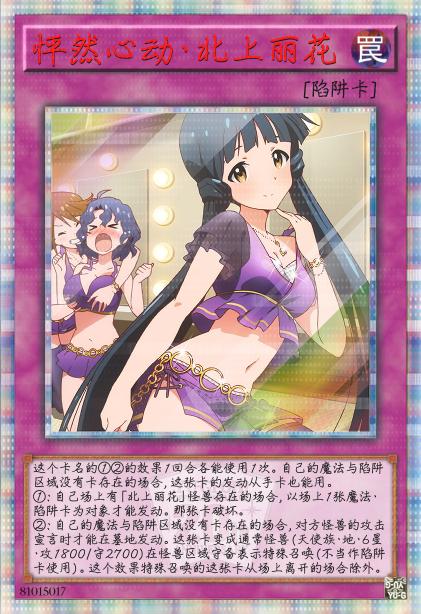 怦然心动·北上丽花
罠
[陷阱卡]
这个卡名的①②的效果1回合各能使用1次。自己的魔法与陷阱
区域没有卡存在的场合，这张卡的发动从手卡也能用。
①：自己场上有「北上丽花」怪兽存在的场合，以场上1张魔法·
陷阱卡为对象才能发动。那张卡破坏。
②：自己的魔法与陷阱区域没有卡存在的场合，对方怪兽的攻击
宣言时才能在墓地发动。这张卡变成通常怪兽(天使族·地·6星
·攻1800/守2700)在怪兽区域守备表示特殊召唤(不当作陷阱
卡使用)。这个效果特殊召唤的这张卡从场上离开的场合除外。
81015017